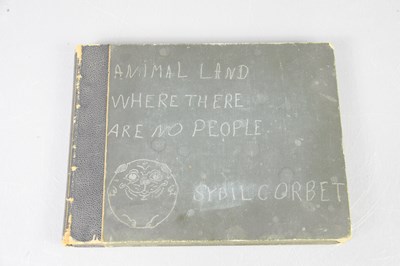 ANIMAL LAND
WHERE THERE
ARE NO PEOPLE.
SYBIL CORBET